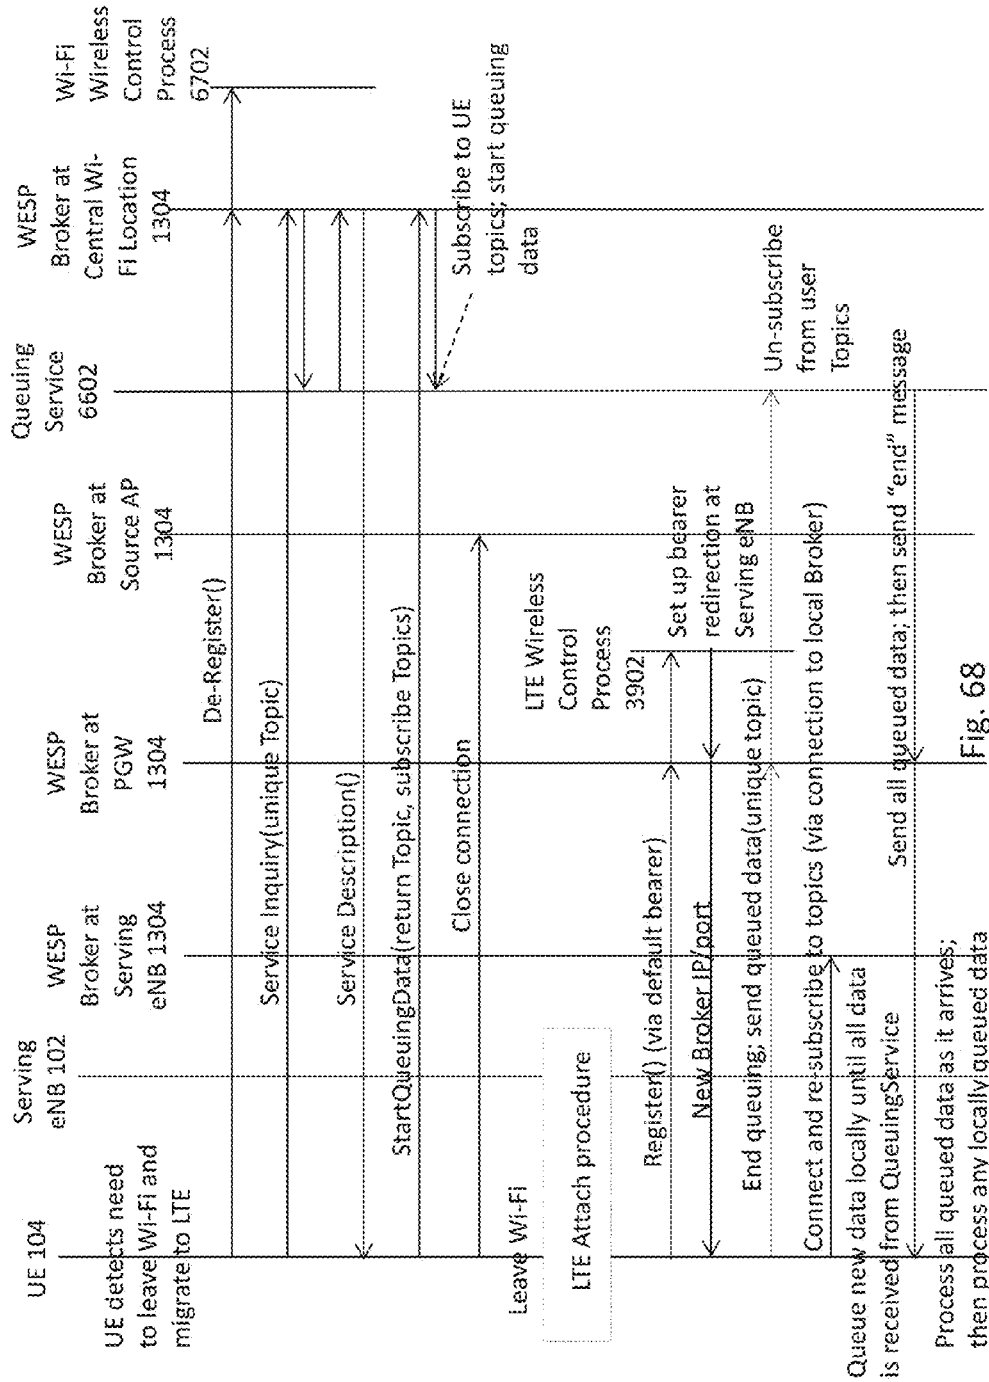 UE 104
Serving
eNB 102
WESP
Broker at
Serving
eNB 1304
WESP
Broker at
PGW
1304
WESP
Broker at
Source AP
1304
Queuing
Service
6602
WESP
Broker at
Central Wi-
Fi Location
1304
Wi-Fi
Wireless
Control
Process
6702
UE detects need
to leave Wi-Fi and
migrate to LTE
De-Register()
Service Inquiry(unique Topic)
Service Description()
StartQueuingData(return Topic, subscribe Topics)
Subscribe to UE
topics; start queuing
data
Close connection
Leave Wi-Fi
LTE Attach procedure
LTE Wireless
Control
Process
3902
Register() (via default bearer)
Set up bearer
redirection at
Serving eNB
New Broker IP/port
End queuing; send queued data(unique topic)
Un-subscribe
from user
Topics
Connect and re-subscribe to topics (via connection to local Broker)
Queue new data locally until all data
is received from QueuingService
Send all queued data; then send "end" message
Process all queued data as it arrives;
then process any locally queued data
Fig. 68